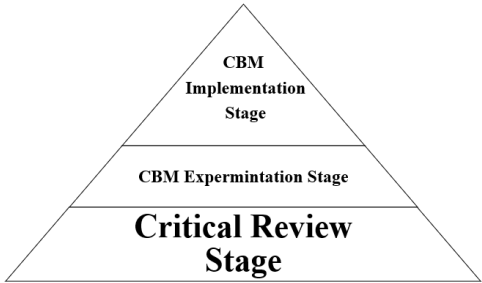 CBM
Implementation
Stage
CBM Expermintation Stage
Critical Review
Stage